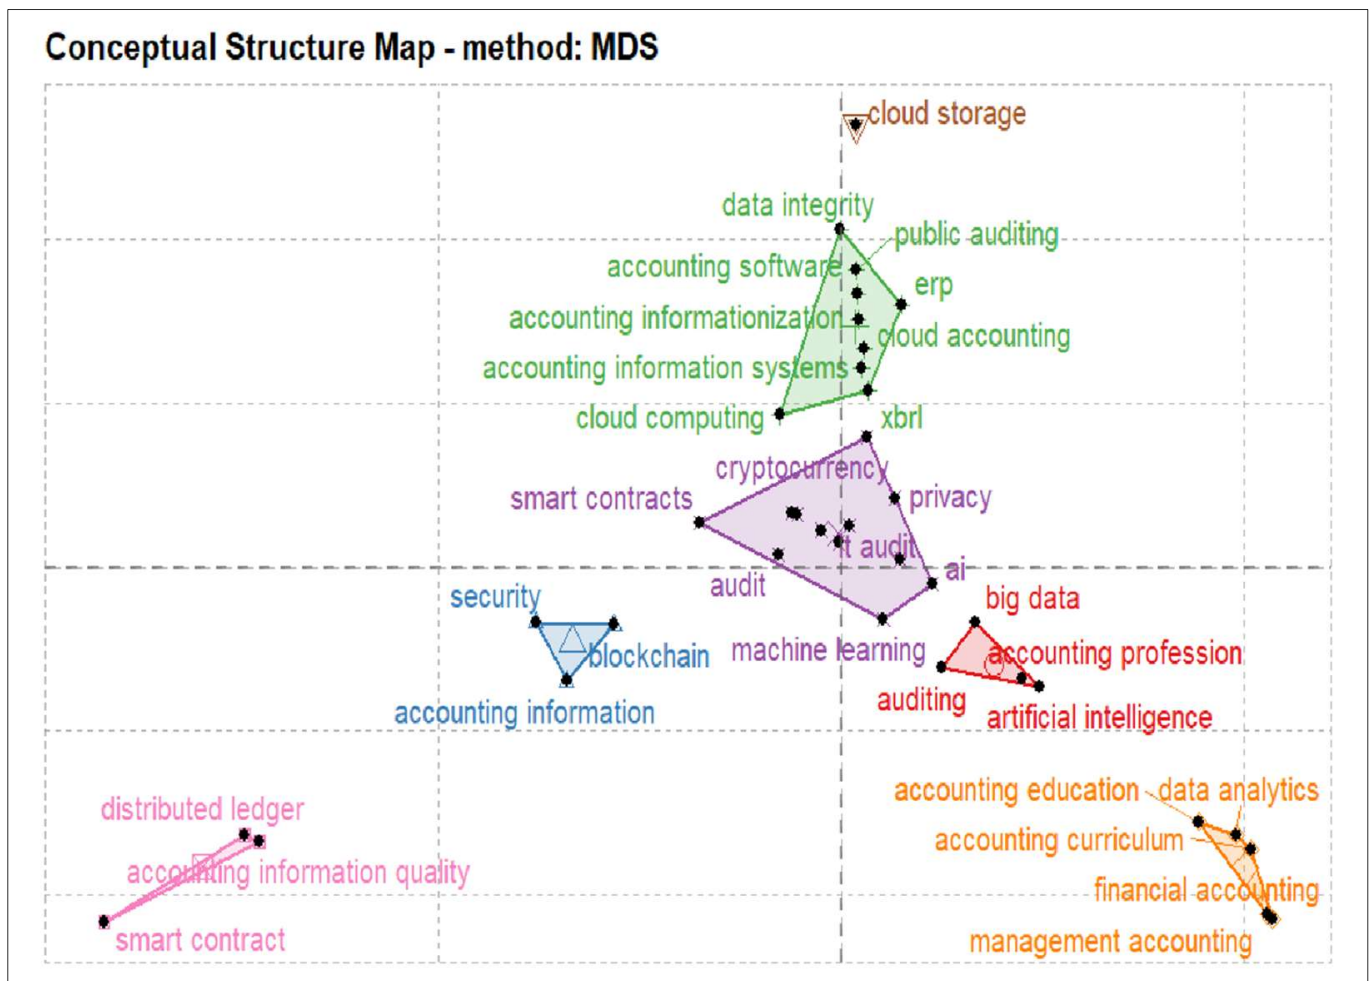 Conceptual Structure Map - method: MDS
cloud storage
data integrity
public auditing
accounting software
erp
accounting informationization
cloud accounting
accounting information systems
cloud computing
xbrl
cryptocurrency
smart contracts
privacy
it audit
ai
audit
security
big data
blockchain
machine learning
accounting profession
auditing
accounting information
artificial intelligence
accounting education
data analytics
distributed ledger
accounting curriculum
accounting information quality
financial accounting
smart contract
management accounting